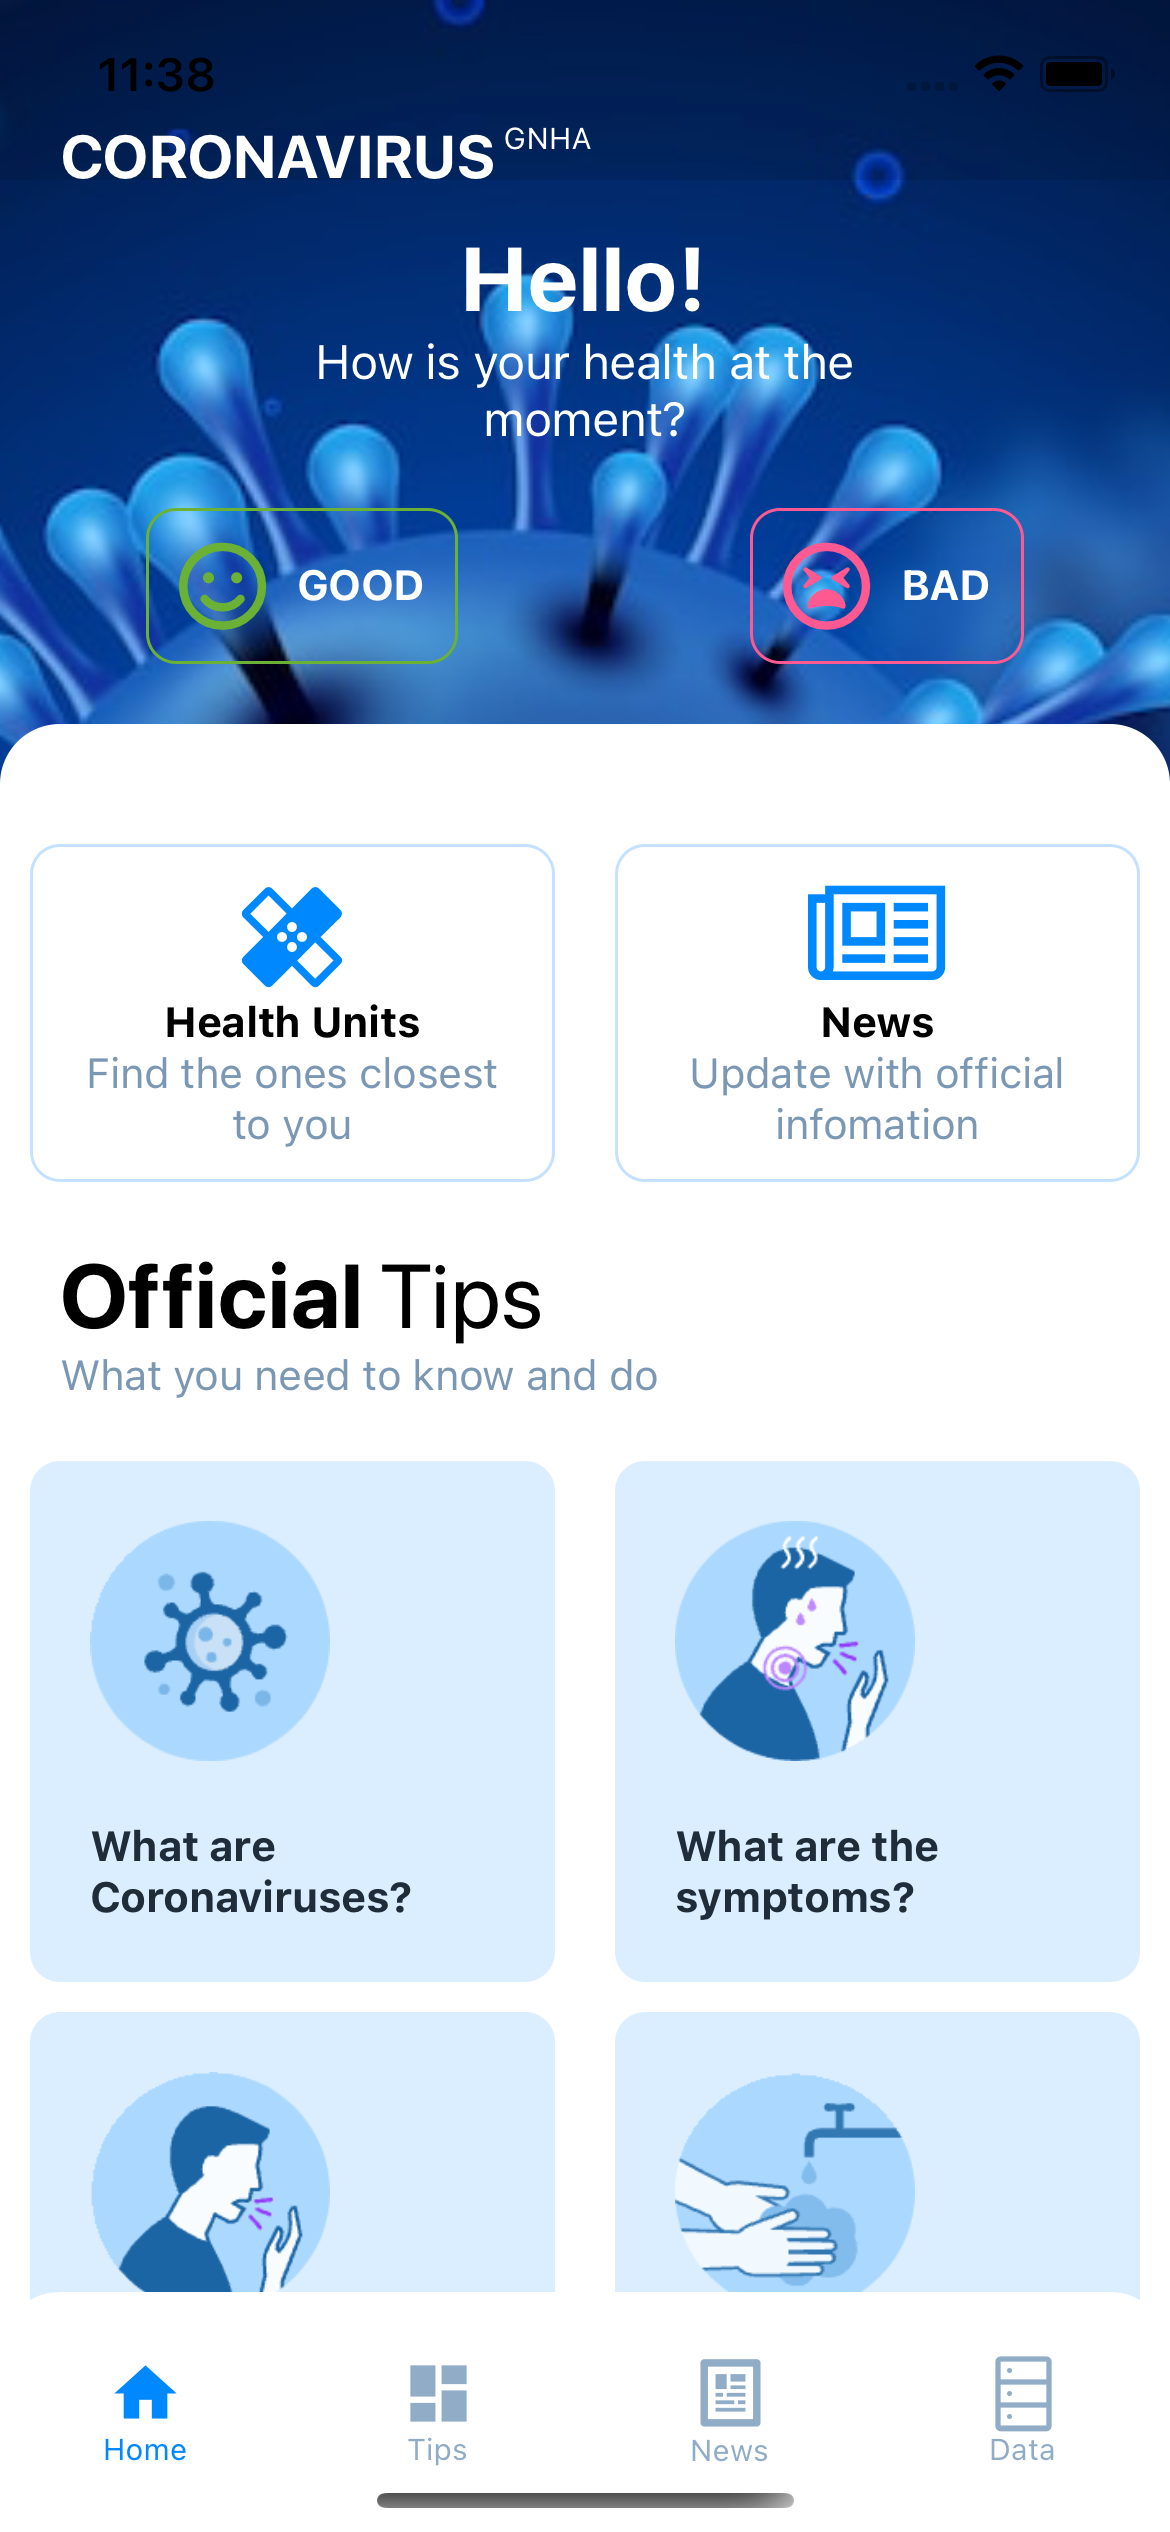 11:38
CORONAVIRUS GNHA
Hello!
How is your health at the
moment?
GOOD
BAD
Health Units
Find the ones closest
to you
News
Update with official
infomation
Official Tips
What you need to know and do
What are
Coronaviruses?
What are the
symptoms?
Home
Tips
News
Data